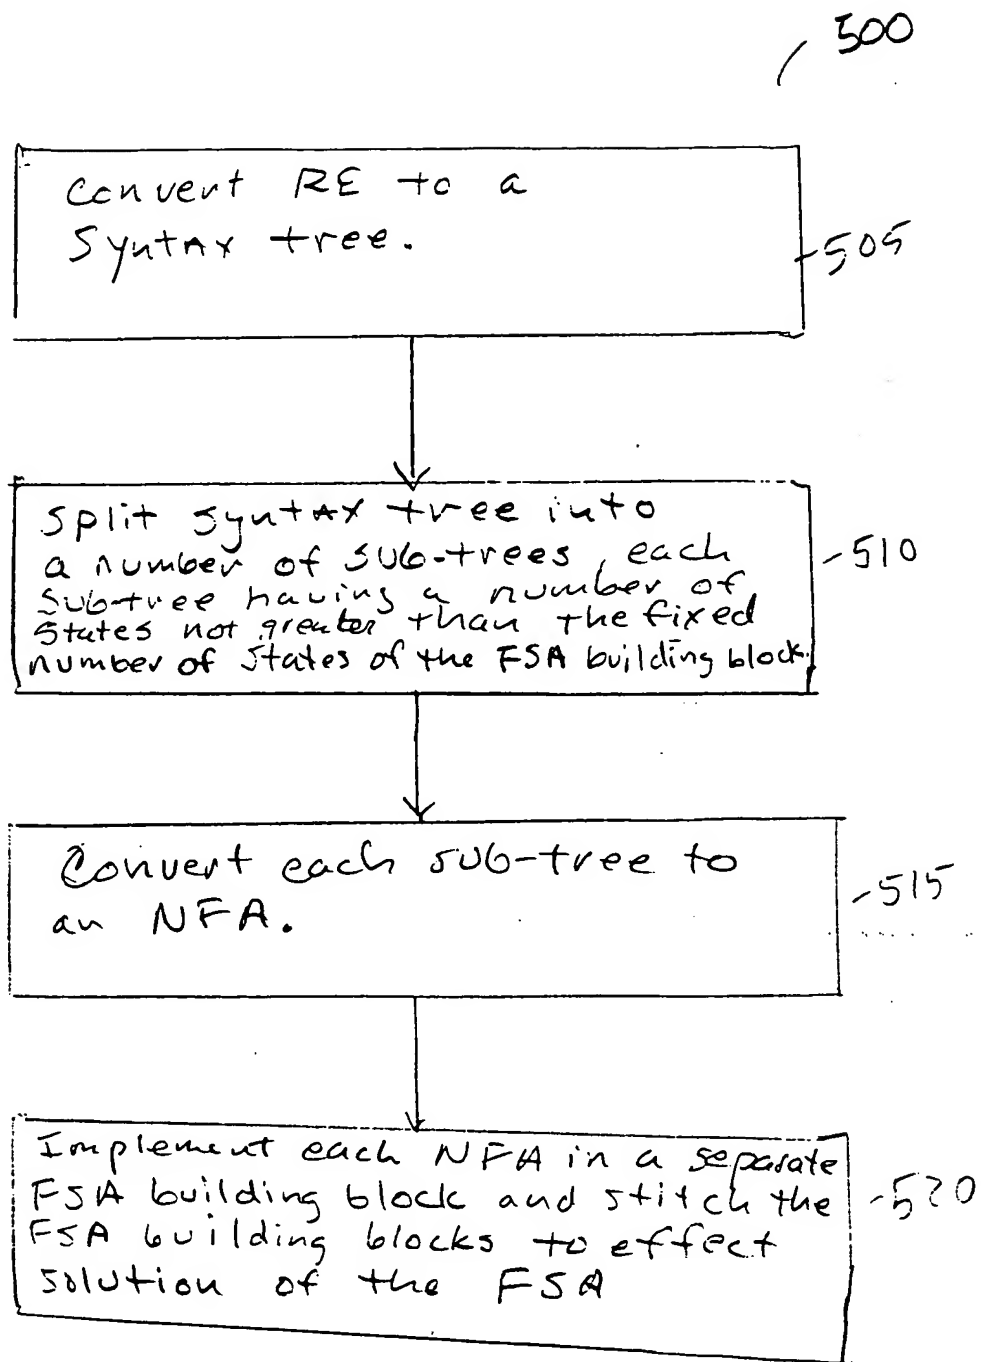 500
Convert RE to a
Syntax tree.
505
Split syntax tree into
a number of sub-trees, each
sub-tree having a number of
states not greater than the fixed
number of states of the FSA building block.
510
Convert each sub-tree to
an NFA.
515
Implement each NFA in a separate
FSA building block and stitch the
FSA building blocks to effect
solution of the FSA
520